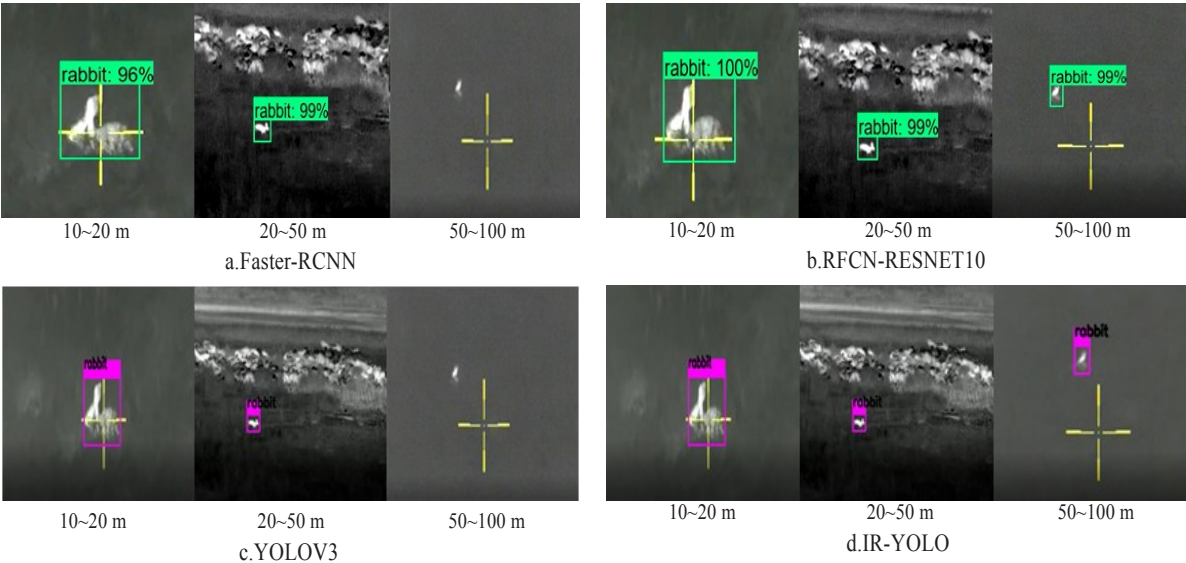 rabbit: 96%
rabbit: 99%
10~20 m
20~50 m
50~100 m
a.Faster-RCNN
rabbit: 100%
rabbit: 99%
rabbit: 99%
10~20 m
20~50 m
50~100 m
b.RFCN-RESNET10
rabbit
rabbit
10~20 m
20~50 m
50~100 m
c.YOLOV3
rabbit
rabbit
rabbit
10~20 m
20~50 m
50~100 m
d.IR-YOLO